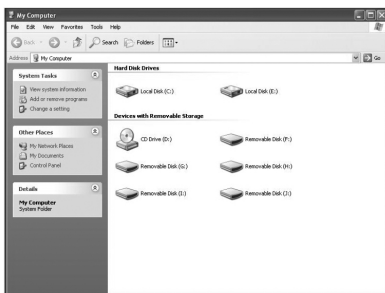 My Computer
File Edit View Favorites Tools Help
Back Search Folders
Address My Computer Go
System Tasks
View system information
Add or remove programs
Change a setting
Other Places
My Network Places
My Documents
Control Panel
Details
My Computer
System Folder
Hard Disk Drives
Local Disk (C:) Local Disk (E:)
Devices with Removable Storage
CD Drive (D:) Removable Disk (F:)
Removable Disk (G:) Removable Disk (H:)
Removable Disk (I:) Removable Disk (J:)